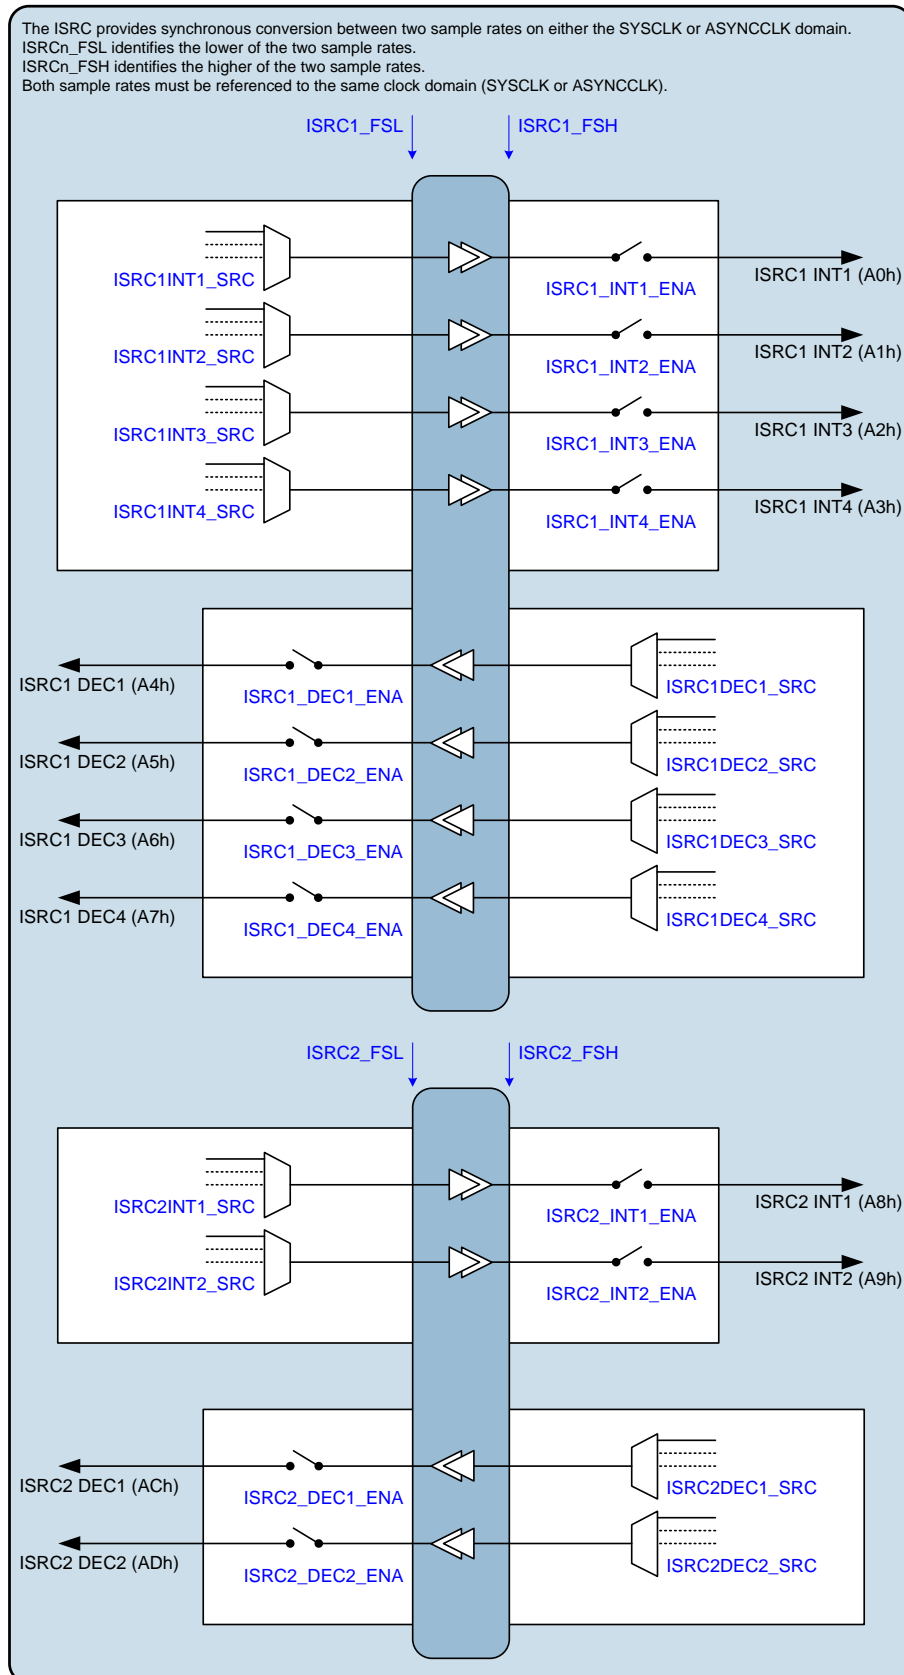 The ISRC provides synchronous conversion between two sample rates on either the SYSCLK or ASYNCCLK domain.
ISRCn_FSL identifies the lower of the two sample rates.
ISRCn_FSH identifies the higher of the two sample rates.
Both sample rates must be referenced to the same clock domain (SYSCLK or ASYNCCLK).
ISRC1_FSL
ISRC1_FSH
ISRC1INT1_SRC
ISRC1_INT1_ENA
ISRC1 INT1 (A0h)
ISRC1INT2_SRC
ISRC1_INT2_ENA
ISRC1 INT2 (A1h)
ISRC1INT3_SRC
ISRC1_INT3_ENA
ISRC1 INT3 (A2h)
ISRC1INT4_SRC
ISRC1_INT4_ENA
ISRC1 INT4 (A3h)
ISRC1 DEC1 (A4h)
ISRC1_DEC1_ENA
ISRC1DEC1_SRC
ISRC1 DEC2 (A5h)
ISRC1_DEC2_ENA
ISRC1DEC2_SRC
ISRC1 DEC3 (A6h)
ISRC1_DEC3_ENA
ISRC1DEC3_SRC
ISRC1 DEC4 (A7h)
ISRC1_DEC4_ENA
ISRC1DEC4_SRC
ISRC2_FSL
ISRC2_FSH
ISRC2INT1_SRC
ISRC2_INT1_ENA
ISRC2 INT1 (A8h)
ISRC2INT2_SRC
ISRC2_INT2_ENA
ISRC2 INT2 (A9h)
ISRC2 DEC1 (ACh)
ISRC2_DEC1_ENA
ISRC2DEC1_SRC
ISRC2 DEC2 (ADh)
ISRC2_DEC2_ENA
ISRC2DEC2_SRC